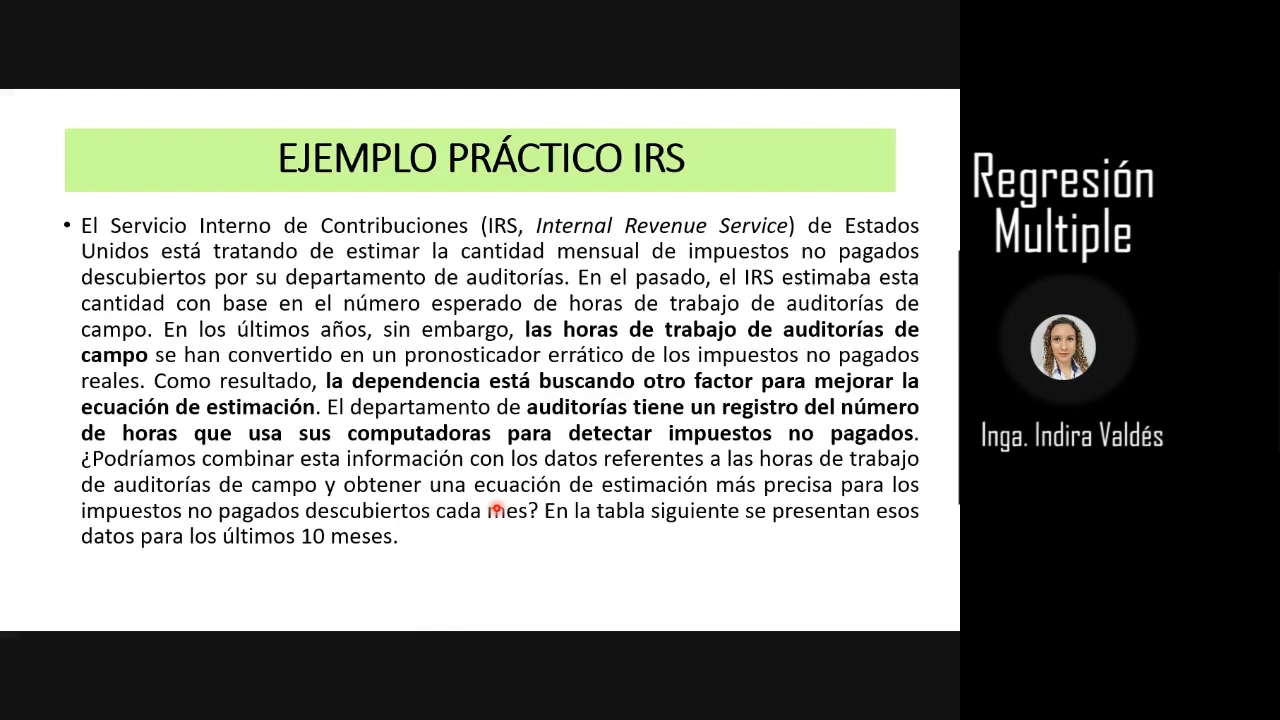 EJEMPLO PRÁCTICO IRS
• El Servicio Interno de Contribuciones (IRS, Internal Revenue Service) de Estados
Unidos está tratando de estimar la cantidad mensual de impuestos no pagados
descubiertos por su departamento de auditorías. En el pasado, el IRS estimaba esta
cantidad con base en el número esperado de horas de trabajo de auditorías de
campo. En los últimos años, sin embargo, las horas de trabajo de auditorías de
campo se han convertido en un pronosticador errático de los impuestos no pagados
reales. Como resultado, la dependencia está buscando otro factor para mejorar la
ecuación de estimación. El departamento de auditorías tiene un registro del número
de horas que usa sus computadoras para detectar impuestos no pagados.
¿Podríamos combinar esta información con los datos referentes a las horas de trabajo
de auditorías de campo y obtener una ecuación de estimación más precisa para los
impuestos no pagados descubiertos cada mes? En la tabla siguiente se presentan esos
datos para los últimos 10 meses.
Regresión
Multiple
Inga. Indira Valdés